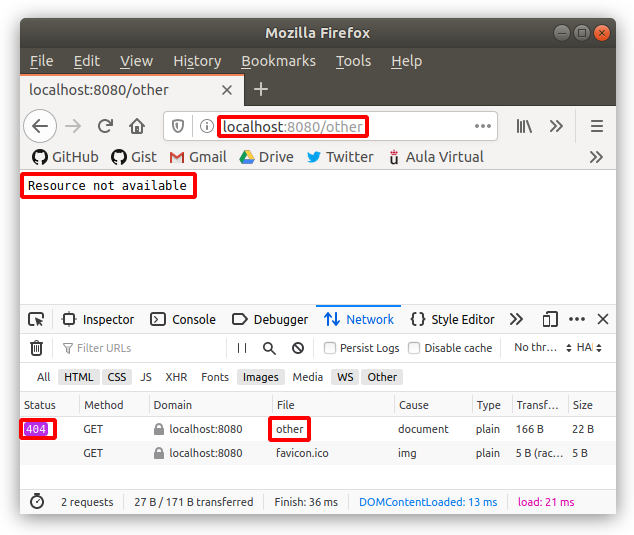 Mozilla Firefox
File Edit View History Bookmarks Tools Help
localhost:8080/other
localhost:8080/other
GitHub Gist Gmail Drive Twitter Aula Virtual
Resource not available
Inspector Console Debugger Network Style Editor
Filter URLs Persist Logs Disable cache No thr... HAR
All HTML CSS JS XHR Fonts Images Media WS Other
Status Method Domain File Cause Type Transf... Size
404 GET localhost:8080 other document plain 166 B 22 B
GET localhost:8080 favicon.ico img plain 5 B (rac... 5 B
2 requests 27 B / 171 B transferred Finish: 36 ms DOMContentLoaded: 13 ms load: 21 ms